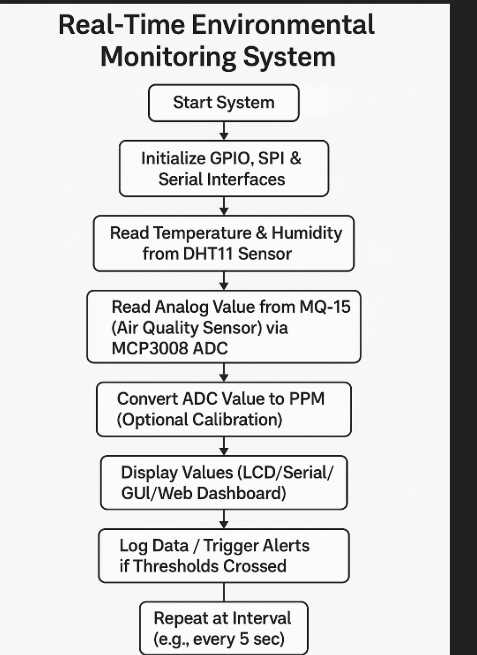 Real-Time Environmental
Monitoring System
Start System
Initialize GPIO, SPI &
Serial Interfaces
Read Temperature & Humidity
from DHT11 Sensor
Read Analog Value from MQ-15
(Air Quality Sensor) via
MCP3008 ADC
Convert ADC Value to PPM
(Optional Calibration)
Display Values (LCD/Serial/
GUI/Web Dashboard)
Log Data / Trigger Alerts
if Thresholds Crossed
Repeat at Interval
(e.g., every 5 sec)